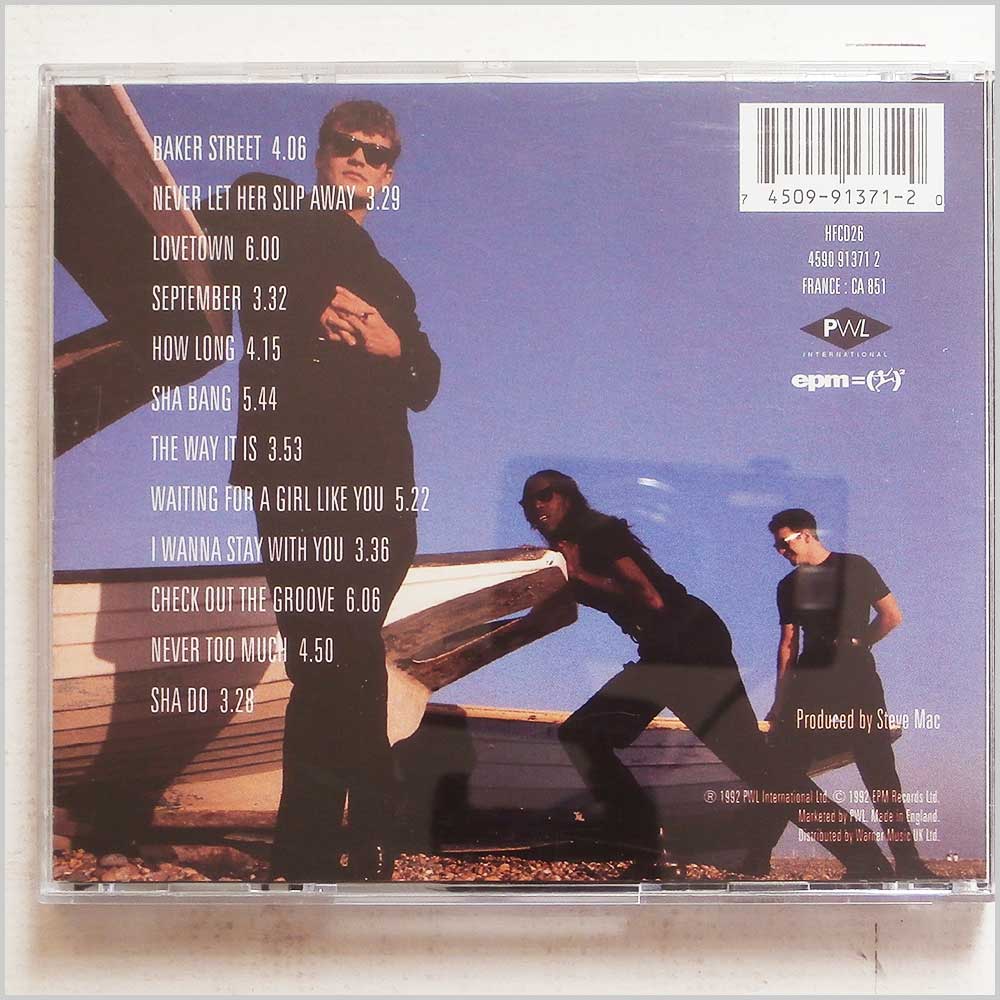 BAKER STREET 4.06
NEVER LET HER SLIP AWAY 3.29
LOVETOWN 6.00
SEPTEMBER 3.32
HOW LONG 4.15
SHA BANG 5.44
THE WAY IT IS 3.53
WAITING FOR A GIRL LIKE YOU 5.22
I WANNA STAY WITH YOU 3.36
CHECK OUT THE GROOVE 6.06
NEVER TOO MUCH 4.50
SHA DO 3.28
7 4509-91371-2 0
HFCD26
4590 91371 2
FRANCE : CA 851
PWL
INTERNATIONAL
epm=( )²
Produced by Steve Mac
℗ 1992 PWL International Ltd. © 1992 EPM Records Ltd.
Marketed by PWL. Made in England.
Distributed by Warner Music UK Ltd.